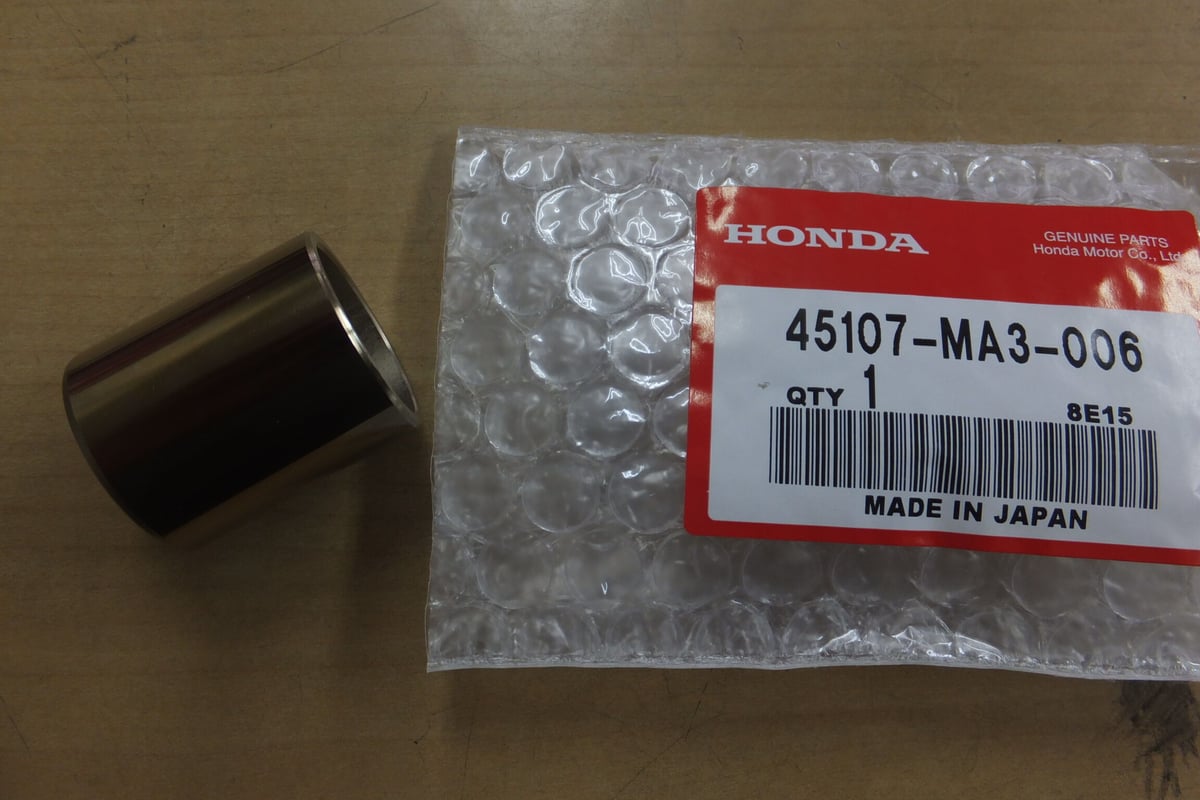 HONDA
GENUINE PARTS
Honda Motor Co., Ltd
45107-MA3-006
QTY 1
8E15
MADE IN JAPAN